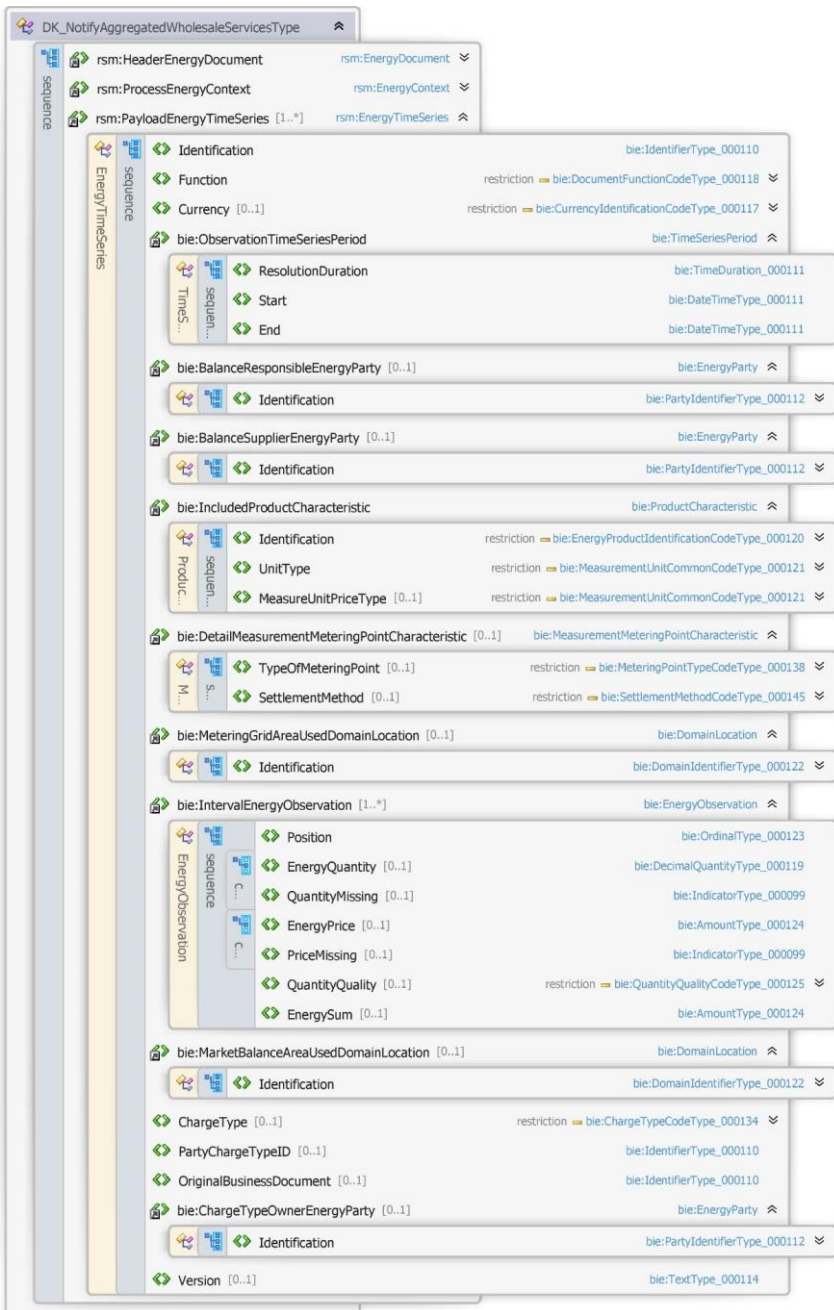 DK_NotifyAggregatedWholesaleServicesType
sequence
rsm:HeaderEnergyDocument rsm:EnergyDocument
rsm:ProcessEnergyContext rsm:EnergyContext
rsm:PayloadEnergyTimeSeries [1..*] rsm:EnergyTimeSeries
EnergyTimeSeries
sequence
Identification bie:IdentifierType_000110
Function restriction bie:DocumentFunctionCodeType_000118
Currency [0..1] restriction bie:CurrencyIdentificationCodeType_000117
bie:ObservationTimeSeriesPeriod bie:TimeSeriesPeriod
TimeS...
sequen...
ResolutionDuration bie:TimeDuration_000111
Start bie:DateTimeType_000111
End bie:DateTimeType_000111
bie:BalanceResponsibleEnergyParty [0..1] bie:EnergyParty
Identification bie:PartyIdentifierType_000112
bie:BalanceSupplierEnergyParty [0..1] bie:EnergyParty
Identification bie:PartyIdentifierType_000112
bie:IncludedProductCharacteristic bie:ProductCharacteristic
Produc...
sequen...
Identification restriction bie:EnergyProductIdentificationCodeType_000120
UnitType restriction bie:MeasurementUnitCommonCodeType_000121
MeasureUnitPriceType [0..1] restriction bie:MeasurementUnitCommonCodeType_000121
bie:DetailMeasurementMeteringPointCharacteristic [0..1] bie:MeasurementMeteringPointCharacteristic
M...
s...
TypeOfMeteringPoint [0..1] restriction bie:MeteringPointTypeCodeType_000138
SettlementMethod [0..1] restriction bie:SettlementMethodCodeType_000145
bie:MeteringGridAreaUsedDomainLocation [0..1] bie:DomainLocation
Identification bie:DomainIdentifierType_000122
bie:IntervalEnergyObservation [1..*] bie:EnergyObservation
EnergyObservation
sequence
c...
c...
Position bie:OrdinalType_000123
EnergyQuantity [0..1] bie:DecimalQuantityType_000119
QuantityMissing [0..1] bie:IndicatorType_000099
EnergyPrice [0..1] bie:AmountType_000124
PriceMissing [0..1] bie:IndicatorType_000099
QuantityQuality [0..1] restriction bie:QuantityQualityCodeType_000125
EnergySum [0..1] bie:AmountType_000124
bie:MarketBalanceAreaUsedDomainLocation [0..1] bie:DomainLocation
Identification bie:DomainIdentifierType_000122
ChargeType [0..1] restriction bie:ChargeTypeCodeType_000134
PartyChargeTypeID [0..1] bie:IdentifierType_000110
OriginalBusinessDocument [0..1] bie:IdentifierType_000110
bie:ChargeTypeOwnerEnergyParty [0..1] bie:EnergyParty
Identification bie:PartyIdentifierType_000112
Version [0..1] bie:TextType_000114